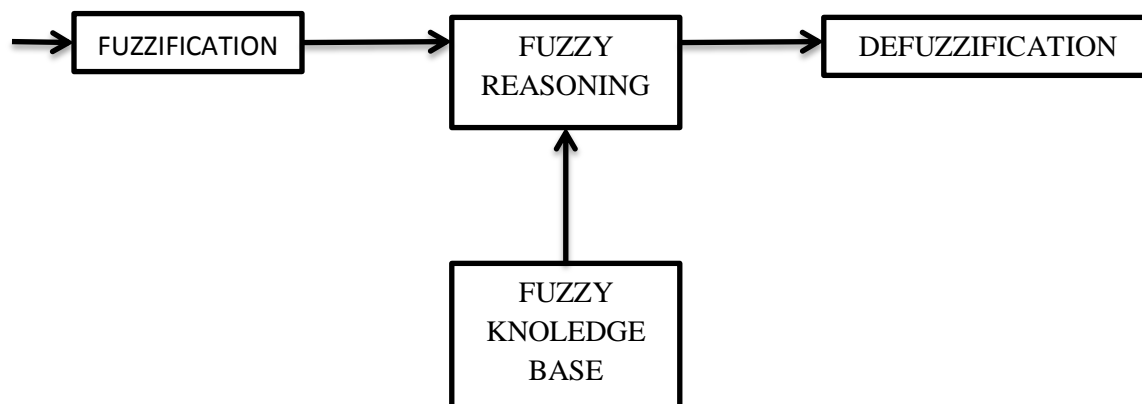 FUZZIFICATION
FUZZY
REASONING
DEFUZZIFICATION
FUZZY
KNOLEDGE
BASE